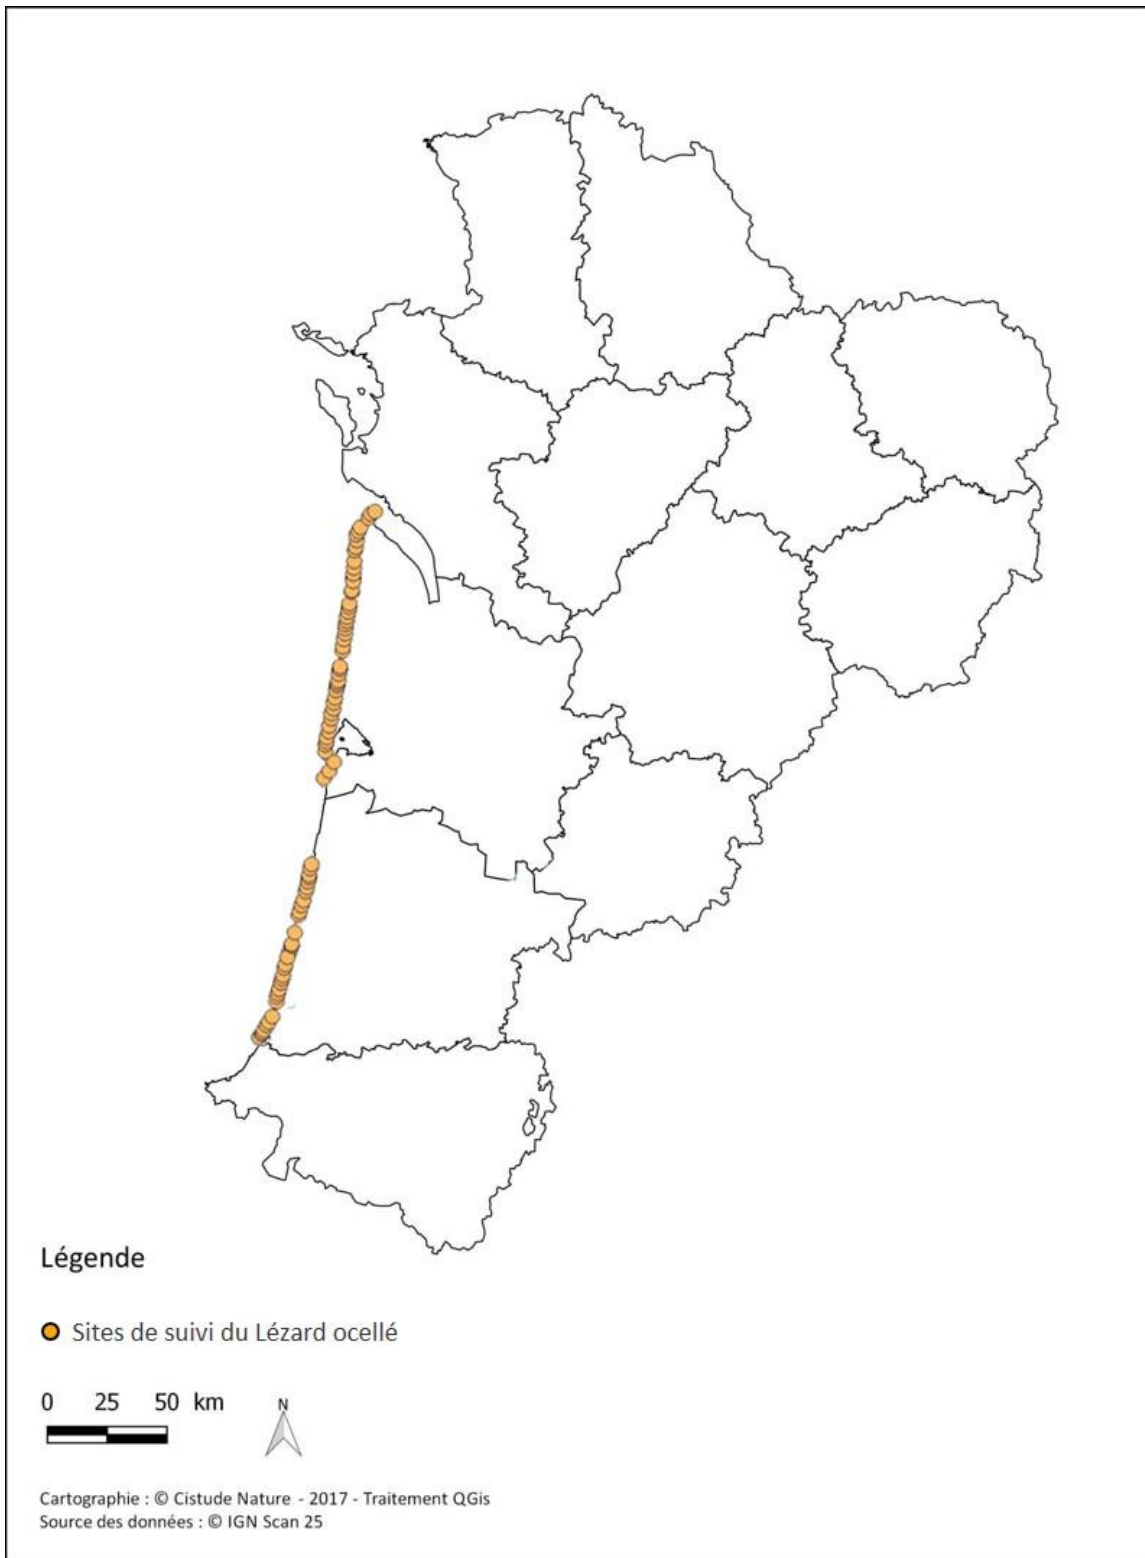 Légende
Sites de suivi du Lézard ocellé
0 25 50 km
N
Cartographie : © Cistude Nature - 2017 - Traitement QGis
Source des données : © IGN Scan 25